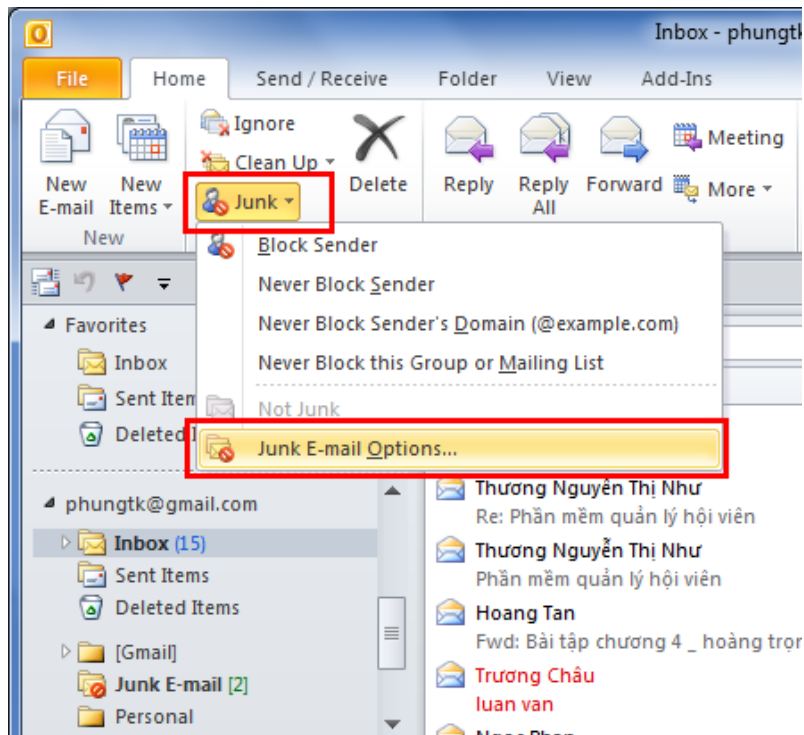 Inbox - phungtk
File Home Send / Receive Folder View Add-Ins
New E-mail
New Items
Ignore
Clean Up
Junk
Delete
Reply
Reply All
Forward
Meeting
More
New
Block Sender
Never Block Sender
Never Block Sender's Domain (@example.com)
Never Block this Group or Mailing List
Not Junk
Junk E-mail Options...
Favorites
Inbox
Sent Item
Deleted
phungtk@gmail.com
Inbox (15)
Sent Items
Deleted Items
[Gmail]
Junk E-mail [2]
Personal
Thương Nguyễn Thị Như
Re: Phần mềm quản lý hội viên
Thương Nguyễn Thị Như
Phần mềm quản lý hội viên
Hoang Tan
Fwd: Bài tập chương 4 _ hoàng trọn
Trương Châu
luan van